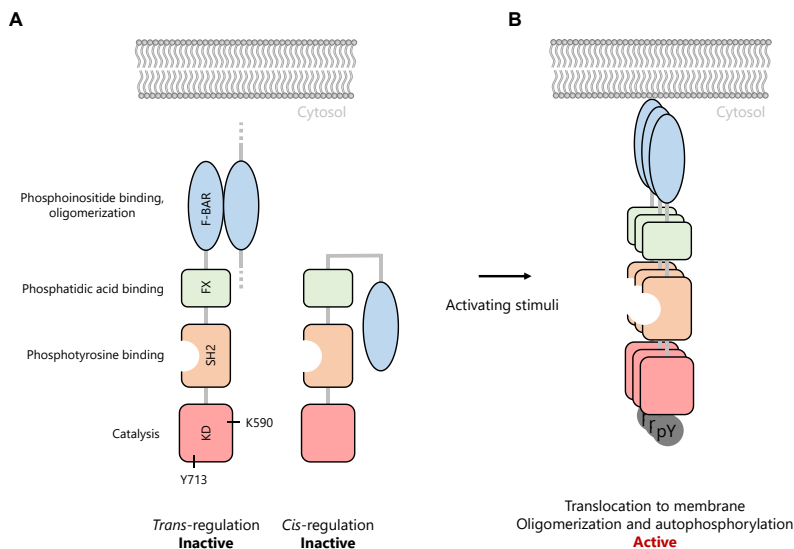 A
B
Cytosol
Cytosol
Phosphoinositide binding,
oligomerization
F-BAR
Phosphatidic acid binding
FX
Activating stimuli
Phosphotyrosine binding
SH2
Catalysis
KD
K590
Y713
pY
Trans-regulation
Inactive
Cis-regulation
Inactive
Translocation to membrane
Oligomerization and autophosphorylation
Active